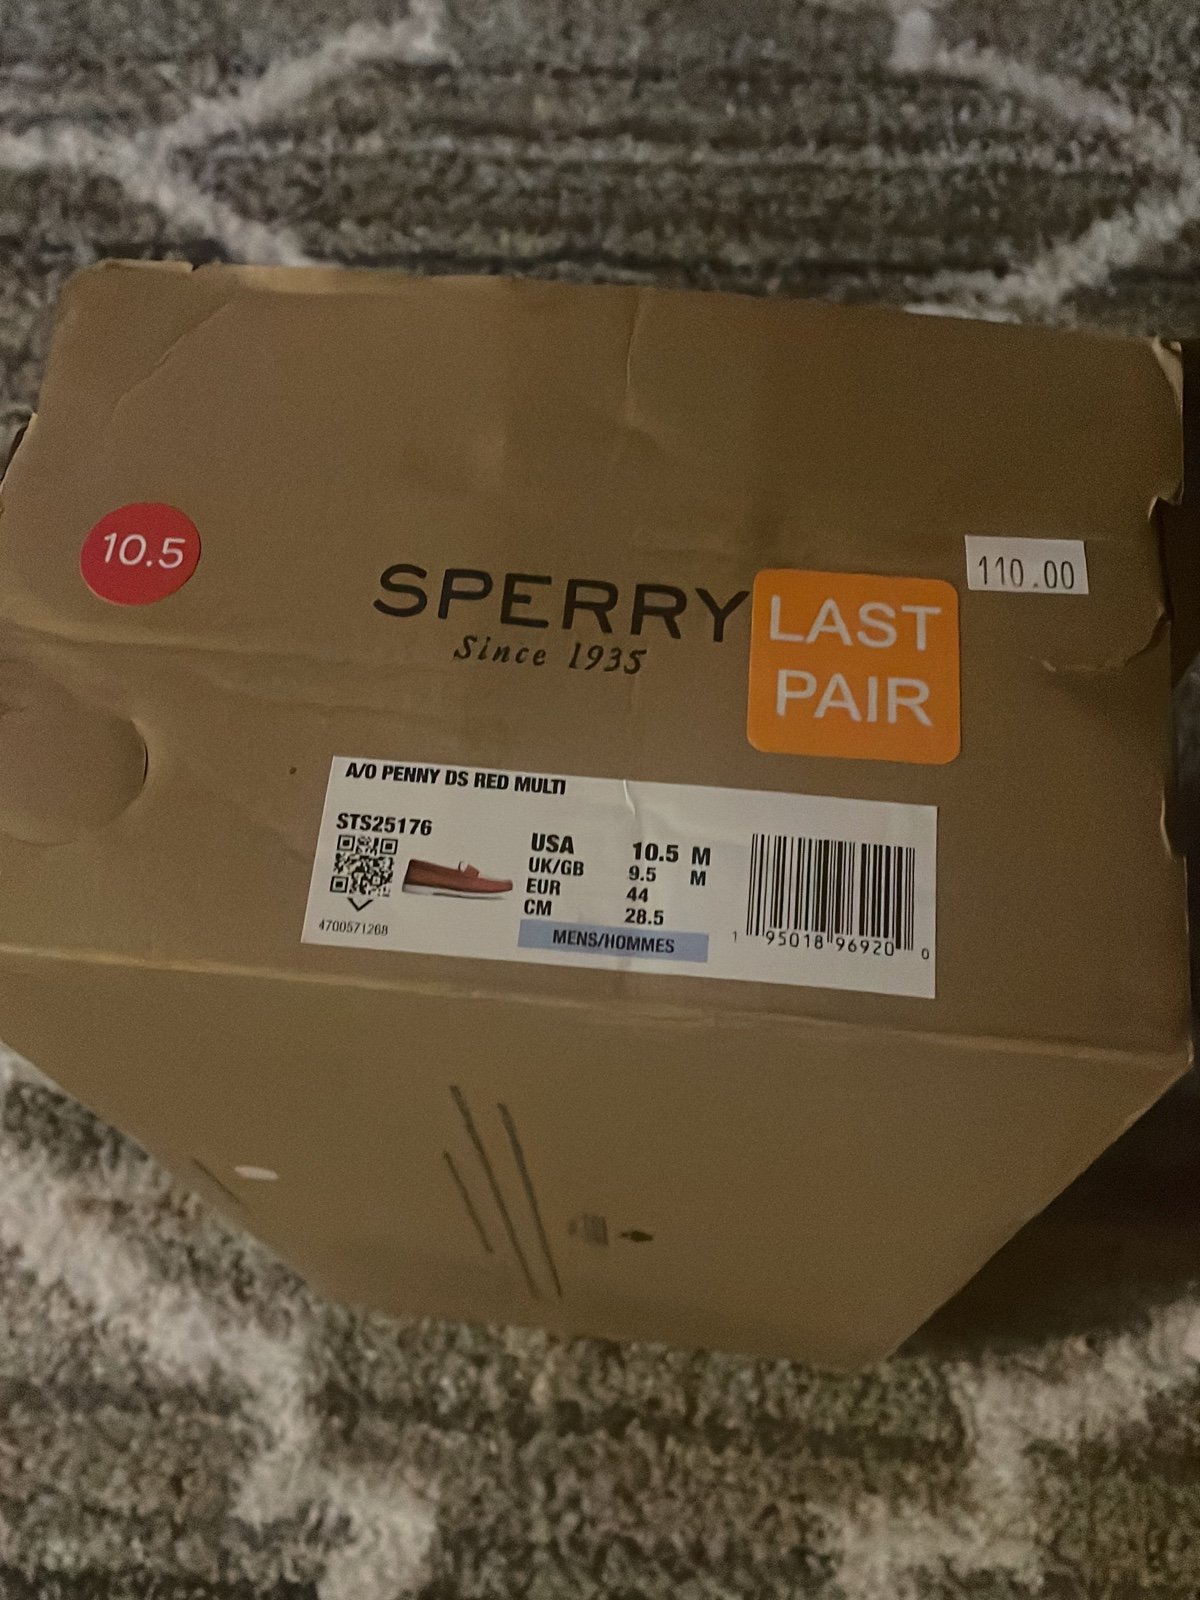 10.5
SPERRY
Since 1935
LAST
PAIR
110.00
A/O PENNY DS RED MULTI
STS25176
4700571268
USA 10.5 M
UK/GB 9.5 M
EUR 44
CM 28.5
MENS/HOMMES
1 95018 96920 0